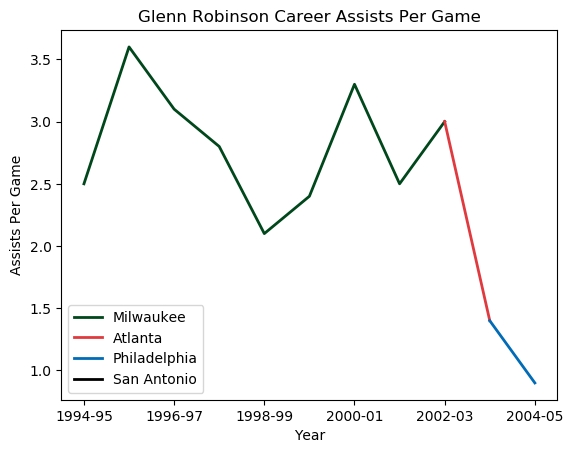 Glenn Robinson Career Assists Per Game
Assists Per Game
3.5
3.0
2.5
2.0
1.5
1.0
Milwaukee
Atlanta
Philadelphia
San Antonio
1994-95 1996-97 1998-99 2000-01 2002-03 2004-05
Year